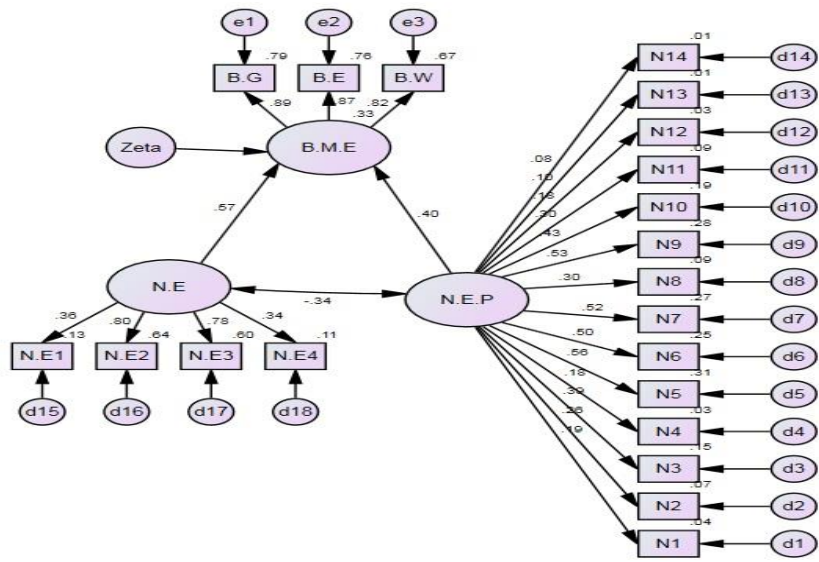 e1 e2 e3
.79 .76 .67
B.G B.E B.W
.89 .87 .82
.33
Zeta
B.M.E
.57
.40
N.E
-.34
N.E.P
.36 .80 .78 .34
.13 .64 .60 .11
N.E1 N.E2 N.E3 N.E4
d15 d16 d17 d18
.01
N14 d14
.01
N13 d13
.03
N12 d12
.09
N11 d11
.19
N10 d10
.28
N9 d9
.09
N8 d8
.27
N7 d7
.25
N6 d6
.31
N5 d5
.03
N4 d4
.15
N3 d3
.07
N2 d2
.04
N1 d1
.08
.10
.18
.30
.43
.53
.30
.52
.50
.56
.18
.39
.26
.19